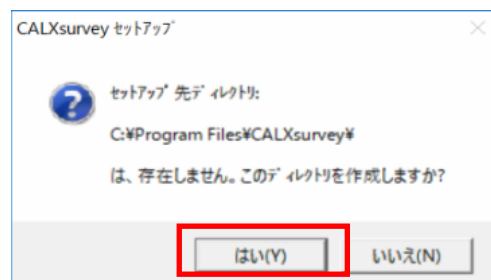 CALXsurvey ｾｯﾄｱｯﾌﾟ
ｾｯﾄｱｯﾌﾟ先ﾃﾞｨﾚｸﾄﾘ:
C:¥Program Files¥CALXsurvey¥
は、存在しません。このﾃﾞｨﾚｸﾄﾘを作成しますか?
はい(Y)
いいえ(N)